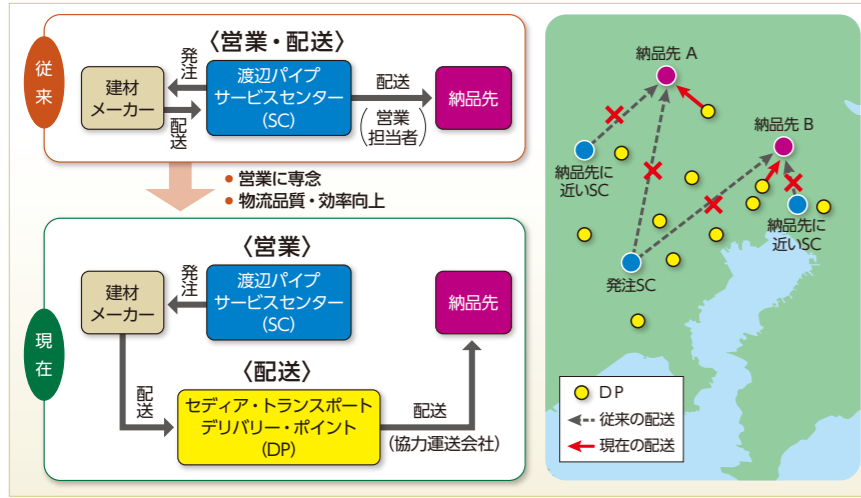 従来
〈営業・配送〉
建材
メーカー
発注
配送
渡辺パイプ
サービスセンター
(SC)
配送
(営業
担当者)
納品先
● 営業に専念
● 物流品質・効率向上
現在
〈営業〉
建材
メーカー
発注
渡辺パイプ
サービスセンター
(SC)
納品先
〈配送〉
配送
セディア・トランスポート
デリバリー・ポイント
(DP)
配送
(協力運送会社)
納品先 A
DP
納品先 B
納品先に
近いSC
納品先に
近いSC
発注SC
DP
従来の配送
現在の配送